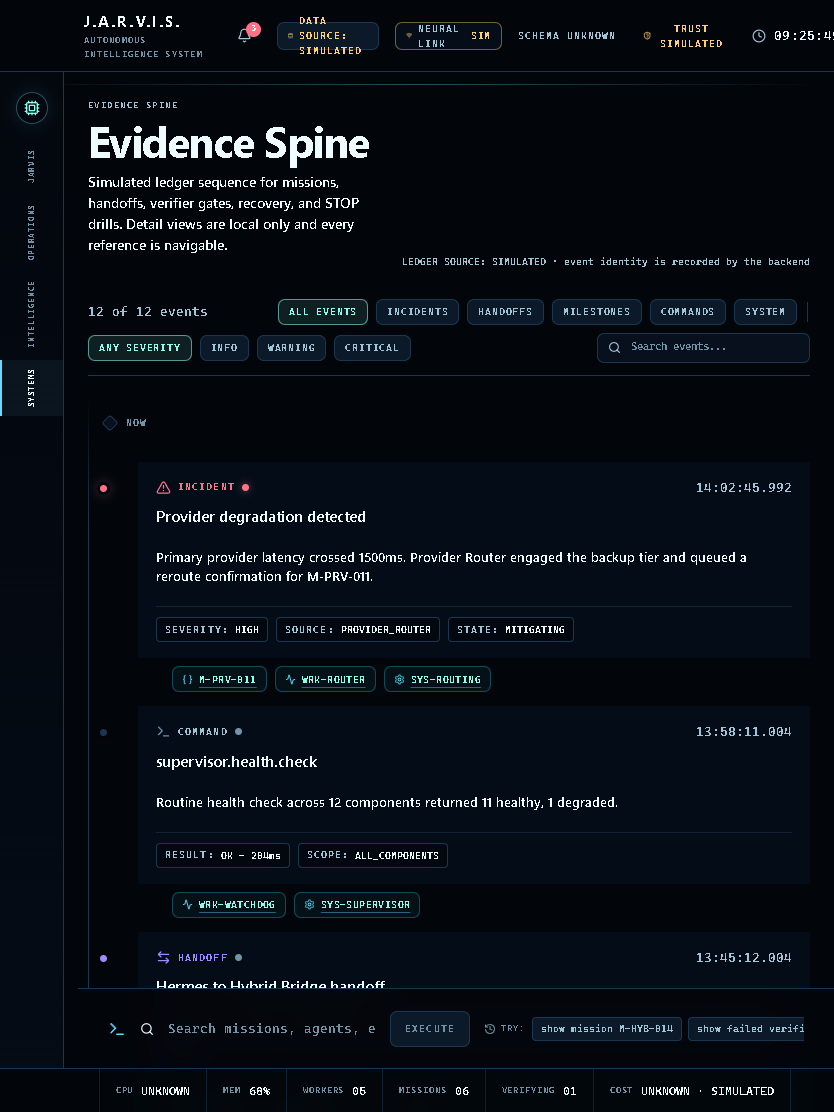 J.A.R.V.I.S.
AUTONOMOUS
INTELLIGENCE SYSTEM
3
DATA
SOURCE:
SIMULATED
NEURAL
LINK
SIM
SCHEMA UNKNOWN
TRUST
SIMULATED
JARVIS
OPERATIONS
INTELLIGENCE
SYSTEMS
EVIDENCE SPINE
Evidence Spine
Simulated ledger sequence for missions,
handoffs, verifier gates, recovery, and STOP
drills. Detail views are local only and every
reference is navigable.
LEDGER SOURCE: SIMULATED · event identity is recorded by the backend
12 of 12 events
ALL EVENTS
INCIDENTS
HANDOFFS
MILESTONES
COMMANDS
SYSTEM
ANY SEVERITY
INFO
WARNING
CRITICAL
Search events...
NOW
INCIDENT
14:02:45.992
Provider degradation detected
Primary provider latency crossed 1500ms. Provider Router engaged the backup tier and queued a
reroute confirmation for M-PRV-011.
SEVERITY: HIGH
SOURCE: PROVIDER_ROUTER
STATE: MITIGATING
M-PRV-011
WRK-ROUTER
SYS-ROUTING
COMMAND
13:58:11.004
supervisor.health.check
Routine health check across 12 components returned 11 healthy, 1 degraded.
RESULT: OK — 204ms
SCOPE: ALL_COMPONENTS
WRK-WATCHDOG
SYS-SUPERVISOR
HANDOFF
13:45:12.004
Hermes to Hybrid Bridge handoff
Search missions, agents, e
EXECUTE
TRY:
show mission M-HYB-014
show failed verifi
CPU UNKNOWN
MEM 68%
WORKERS 05
MISSIONS 06
VERIFYING 01
COST UNKNOWN · SIMULATED